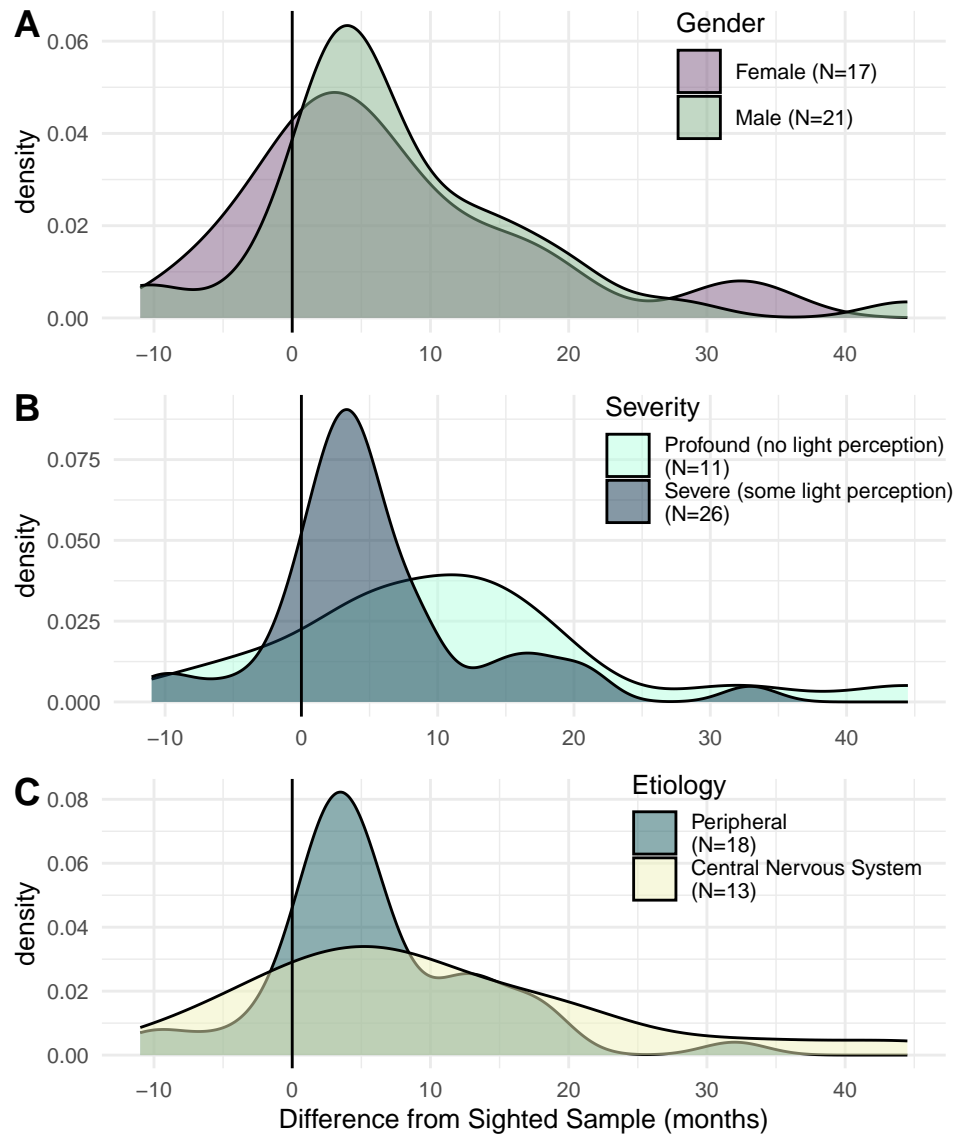 A
Gender
0.06
Female (N=17)
Male (N=21)
0.04
density
0.02
0.00
−10 0 10 20 30 40
B
Severity
Profound (no light perception)
(N=11)
Severe (some light perception)
(N=26)
0.075
0.050
density
0.025
0.000
−10 0 10 20 30 40
C
Etiology
0.08
Peripheral
(N=18)
Central Nervous System
(N=13)
0.06
0.04
density
0.02
0.00
−10 0 10 20 30 40
Difference from Sighted Sample (months)